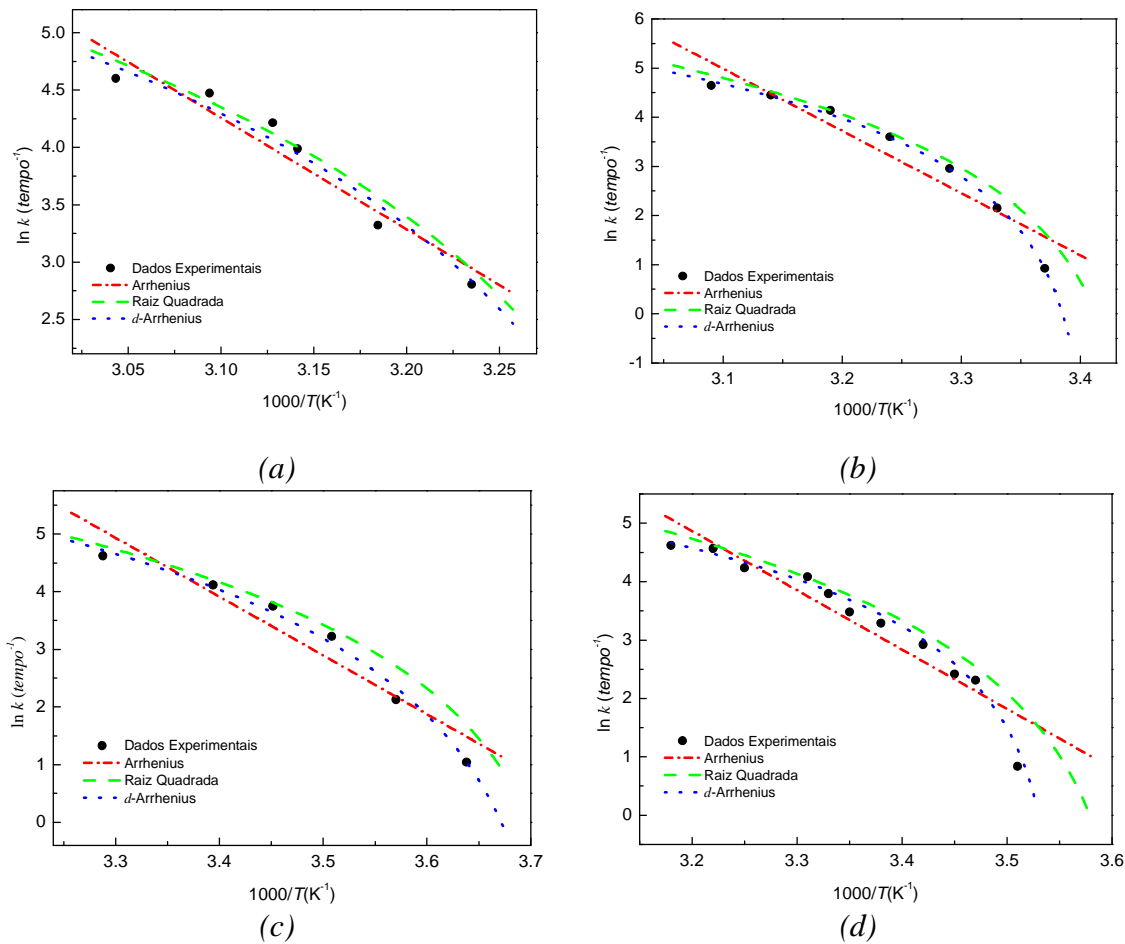 5.0
4.5
4.0
3.5
3.0
2.5
ln k (tempo⁻¹)
Dados Experimentais
Arrhenius
Raiz Quadrada
d-Arrhenius
3.05 3.10 3.15 3.20 3.25
1000/T(K⁻¹)
(a)
6
5
4
3
2
1
0
-1
ln k (tempo⁻¹)
Dados Experimentais
Arrhenius
Raiz Quadrada
d-Arrhenius
3.1 3.2 3.3 3.4
1000/T(K⁻¹)
(b)
5
4
3
2
1
0
ln k (tempo⁻¹)
Dados Experimentais
Arrhenius
Raiz Quadrada
d-Arrhenius
3.3 3.4 3.5 3.6 3.7
1000/T(K⁻¹)
(c)
5
4
3
2
1
0
ln k (tempo⁻¹)
Dados Experimentais
Arrhenius
Raiz Quadrada
d-Arrhenius
3.2 3.3 3.4 3.5 3.6
1000/T(K⁻¹)
(d)